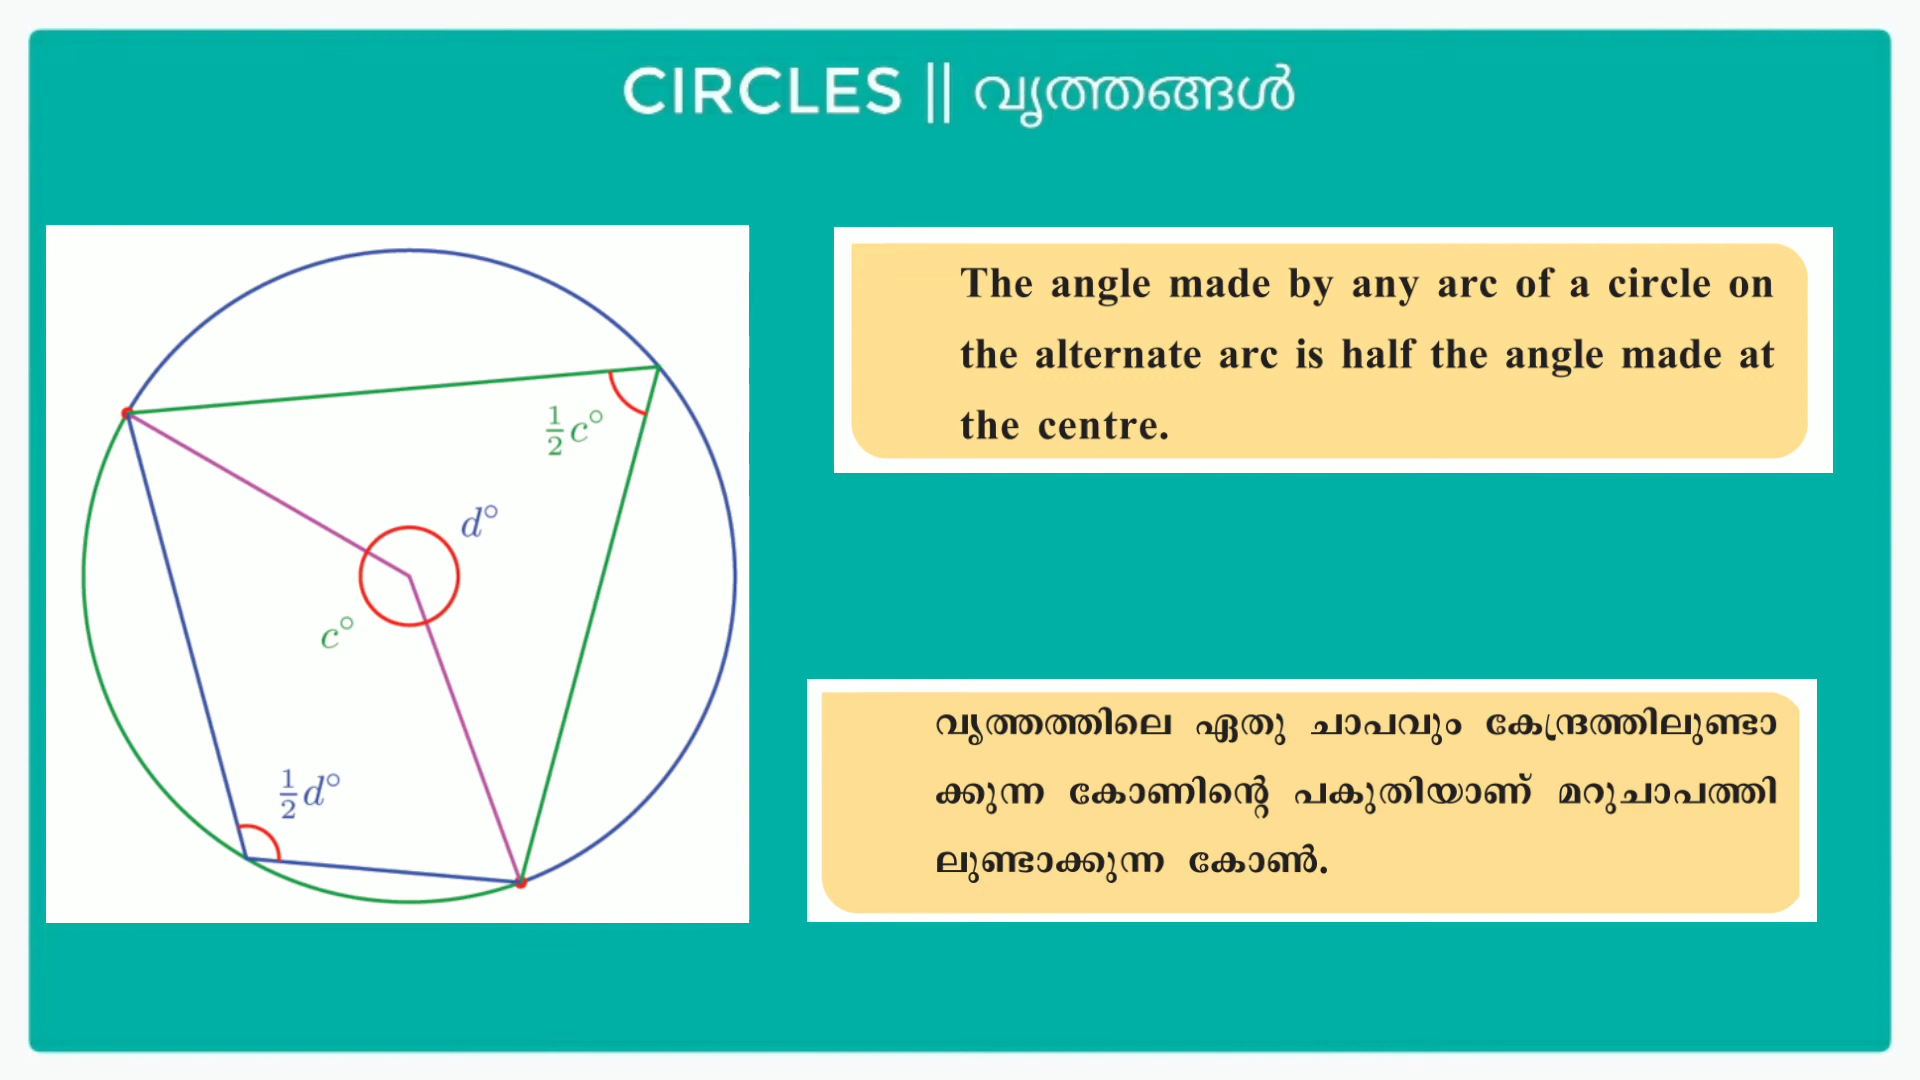 CIRCLES || വൃത്തങ്ങൾ
The angle made by any arc of a circle on
the alternate arc is half the angle made at
the centre.
½ c°
d°
c°
½ d°
വൃത്തത്തിലെ ഏതു ചാപവും കേന്ദ്രത്തിലുണ്ടാ
ക്കുന്ന കോണിന്റെ പകുതിയാണ് മറുചാപത്തി
ലുണ്ടാക്കുന്ന കോൺ.